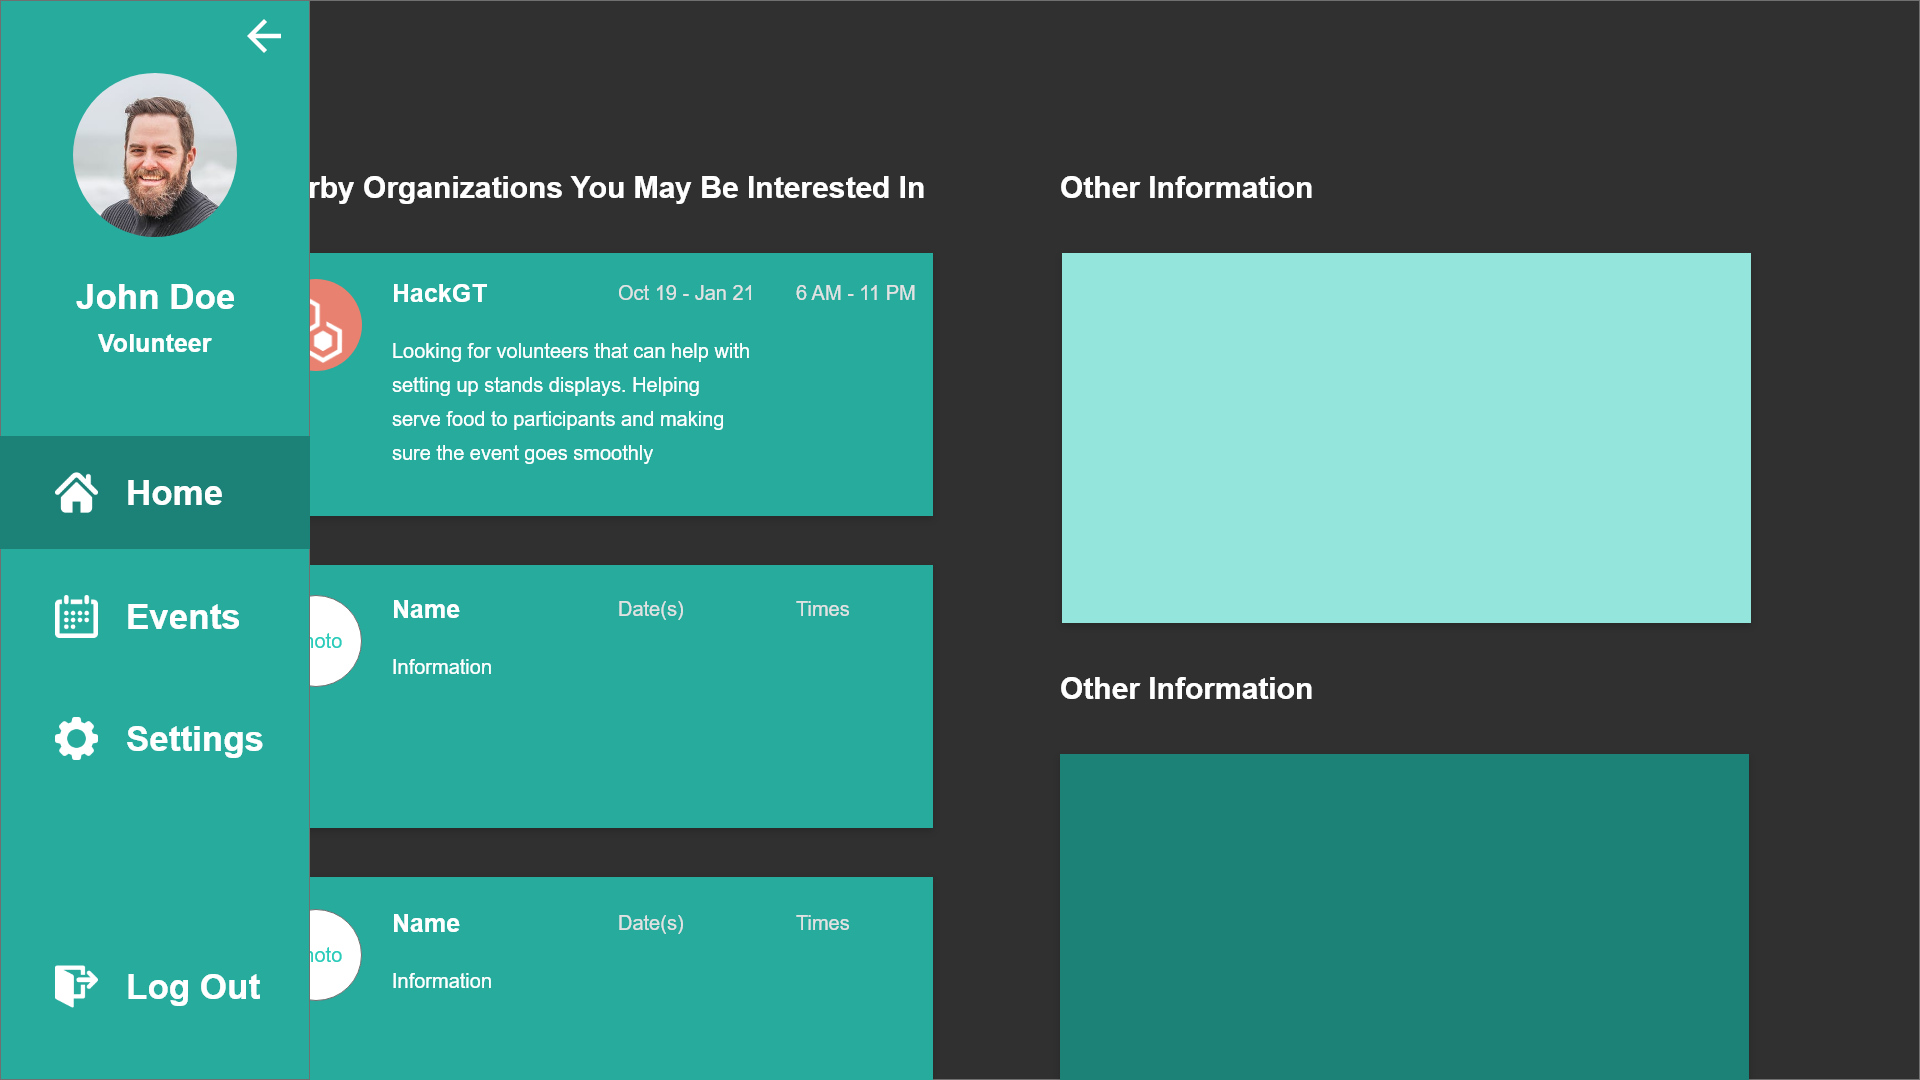 John Doe
Volunteer
Home
Events
Settings
Log Out
rby Organizations You May Be Interested In
HackGT
Oct 19 - Jan 21
6 AM - 11 PM
Looking for volunteers that can help with
setting up stands displays. Helping
serve food to participants and making
sure the event goes smoothly
hoto
Name
Date(s)
Times
Information
hoto
Name
Date(s)
Times
Information
Other Information
Other Information